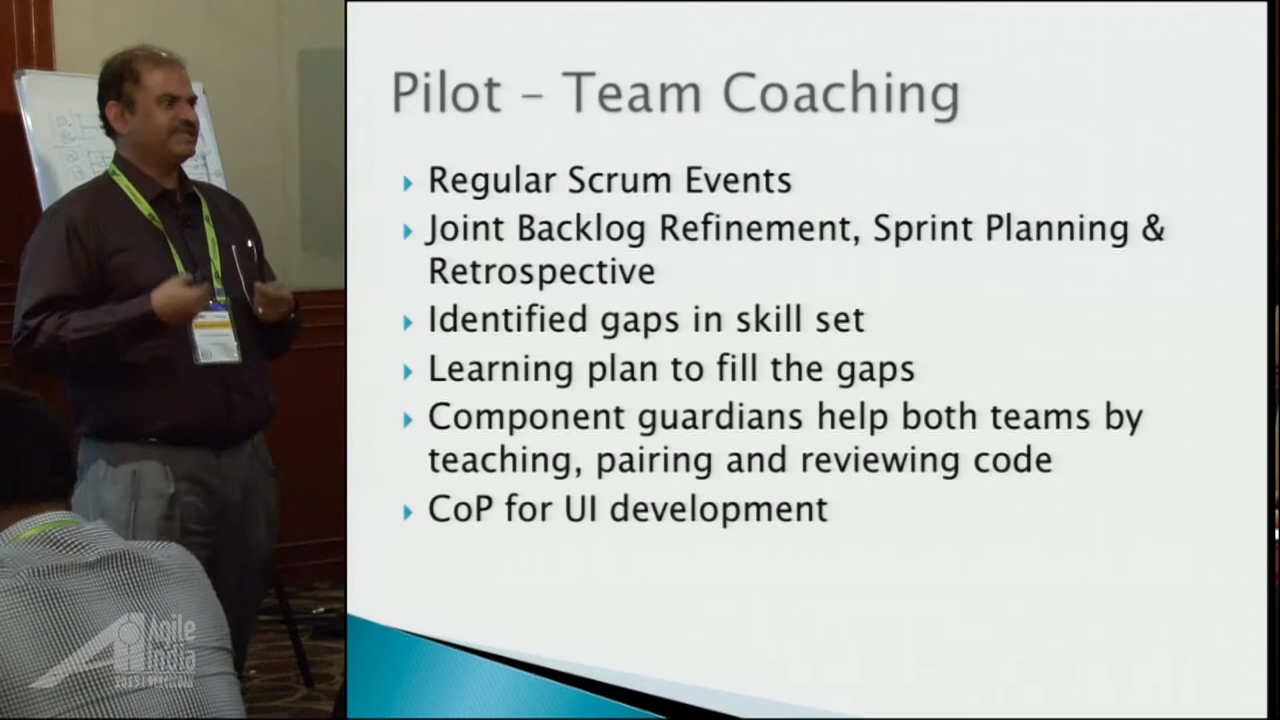 Pilot – Team Coaching
Regular Scrum Events
Joint Backlog Refinement, Sprint Planning &
Retrospective
Identified gaps in skill set
Learning plan to fill the gaps
Component guardians help both teams by
teaching, pairing and reviewing code
CoP for UI development
Agile
India